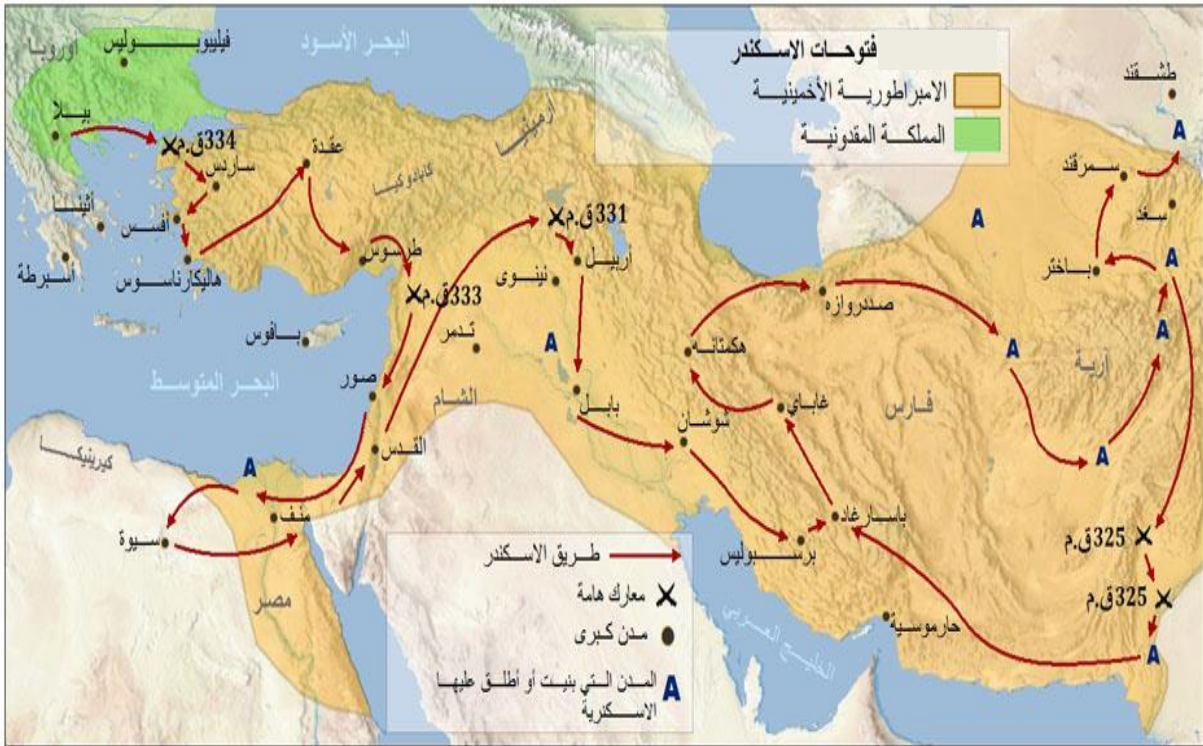 فتوحات الاسكندر
الامبراطورية الأخمينية
المملكة المقدونية
البحر الأسود
أوروبا
فيليبوبوليس
بيلا
334ق.م
ساردس
عقدة
أرمينيا
كابادوكيا
أثينا
أفسس
أسبرطة
هاليكارناسوس
طرسوس
333ق.م
331ق.م
أربيل
نينوى
تدمر
بافوس
البحر المتوسط
صور
الشام
القدس
كيرينيكا
A
منف
سيوة
مصر
A
بابل
شوشان
هكمتانه
غاباي
صددروازه
فارس
باسارغاد
برسبوليس
الخليج العربي
حارموسية
طشقند
A
سمرقند
سغد
A
باختر
A
A
A
آرية
A
325ق.م
325ق.م
A
طريق الاسكندر
معارك هامة
مدن كبرى
A المدن التي بنيت أو أطلق عليها
الاسكنرية